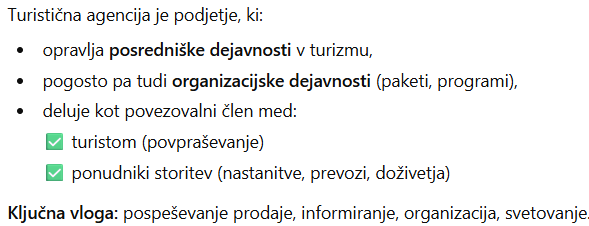 Turistična agencija je podjetje, ki:
• opravlja posredniške dejavnosti v turizmu,
• pogosto pa tudi organizacijske dejavnosti (paketi, programi),
• deluje kot povezovalni člen med:
✅ turistom (povpraševanje)
✅ ponudniki storitev (nastanitve, prevozi, doživetja)
Ključna vloga: pospeševanje prodaje, informiranje, organizacija, svetovanje.